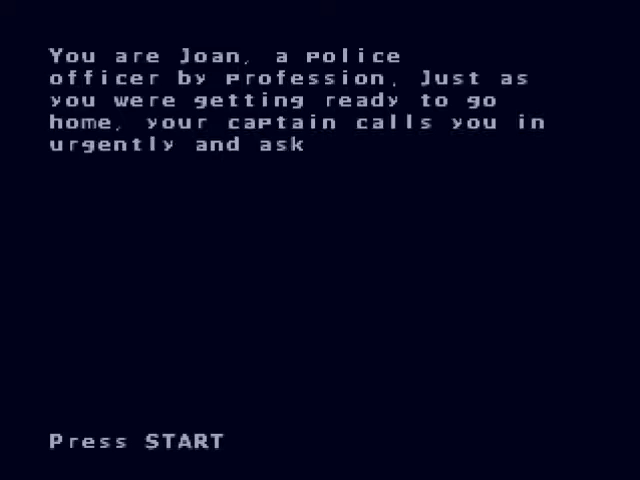 You are Joan, a police
officer by profession. Just as
you were getting ready to go
home, your captain calls you in
urgently and ask
Press START